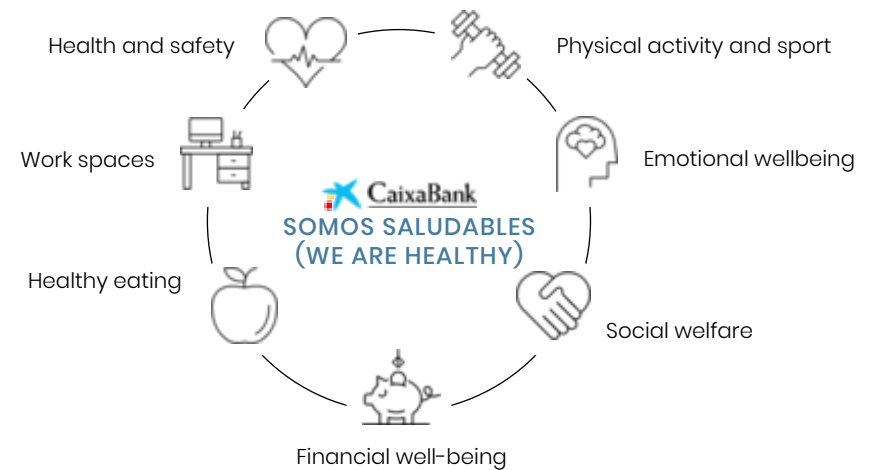 Health and safety
Physical activity and sport
Work spaces
Emotional wellbeing
CaixaBank
SOMOS SALUDABLES
(WE ARE HEALTHY)
Healthy eating
Social welfare
Financial well-being